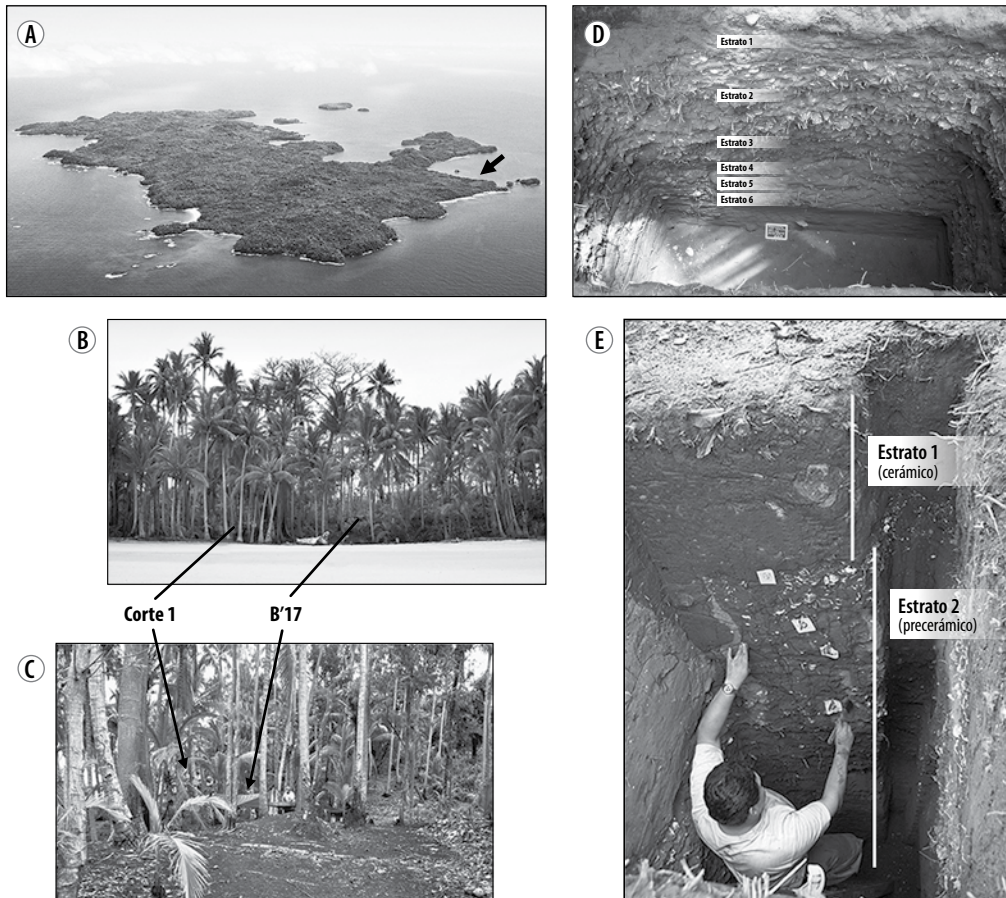 A
D
Estrato 1
Estrato 2
Estrato 3
Estrato 4
Estrato 5
Estrato 6
B
E
Estrato 1
(cerámico)
Estrato 2
(precerámico)
Corte 1
B'17
C